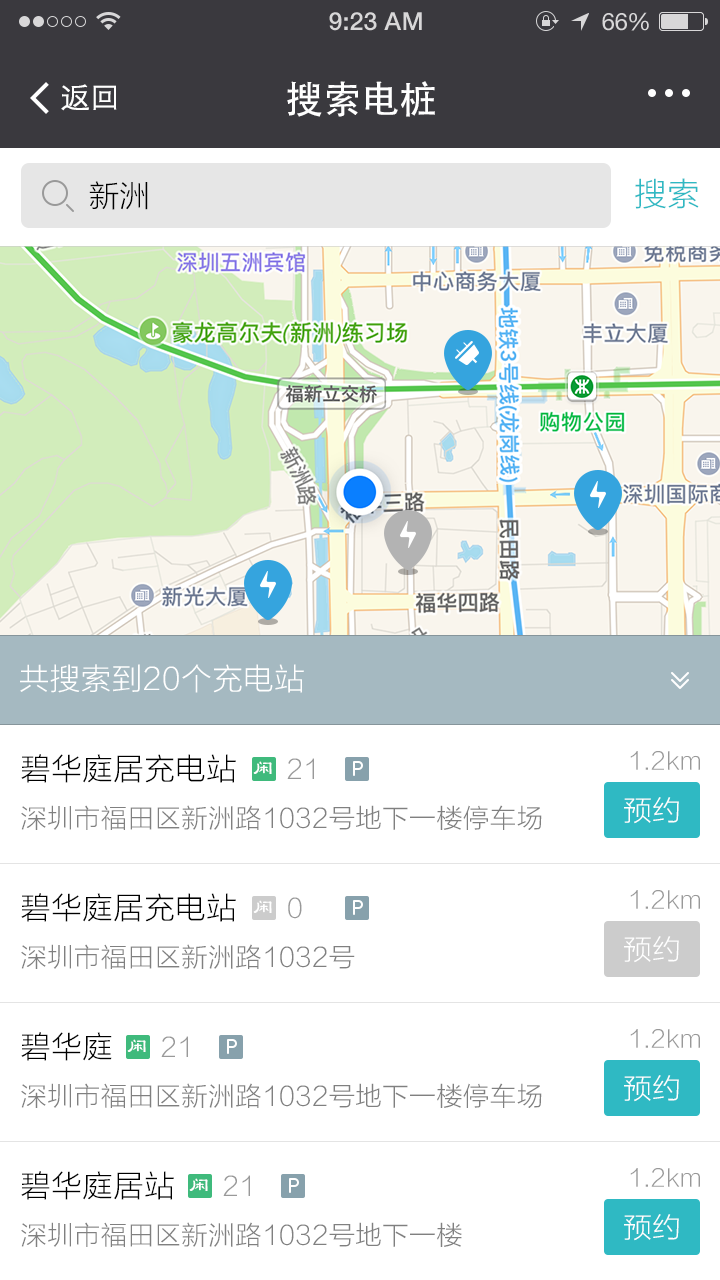 9:23 AM 66%
返回 搜索电桩
新洲 搜索
深圳五洲宾馆
免税商务
中心商务大厦
豪龙高尔夫(新洲)练习场
丰立大厦
地铁3号线(龙岗线)
福新立交桥
购物公园
新洲路
深圳国际商
三路
民田路
新光大厦
福华四路
共搜索到20个充电站
碧华庭居充电站 闲 21 P 1.2km
深圳市福田区新洲路1032号地下一楼停车场 预约
碧华庭居充电站 闲 0 P 1.2km
深圳市福田区新洲路1032号 预约
碧华庭 闲 21 P 1.2km
深圳市福田区新洲路1032号地下一楼停车场 预约
碧华庭居站 闲 21 P 1.2km
深圳市福田区新洲路1032号地下一楼 预约